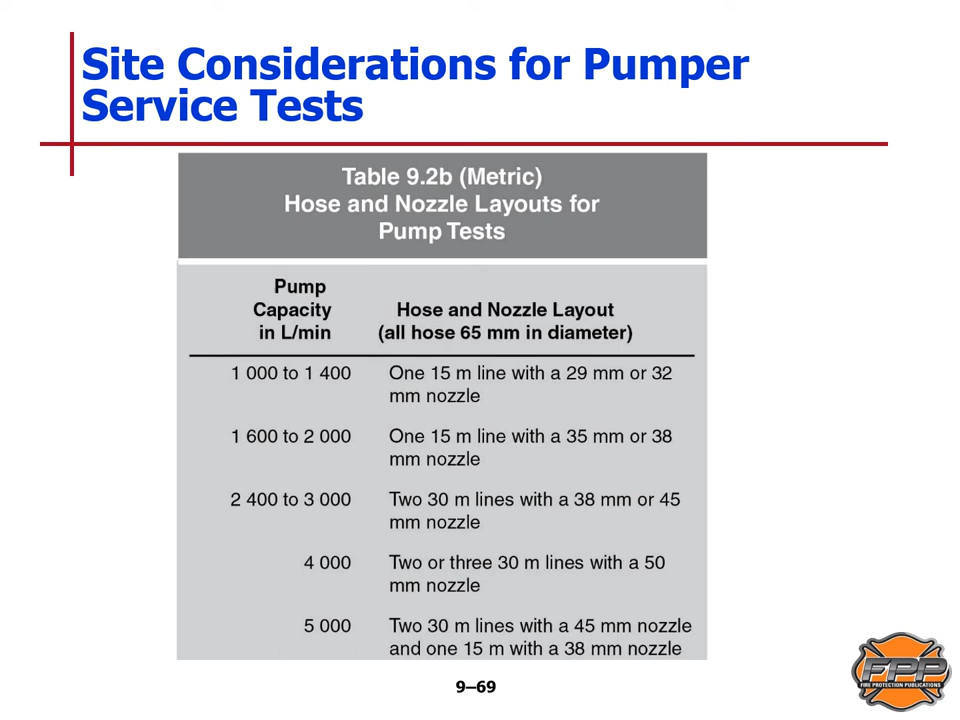 Site Considerations for Pumper
Service Tests
Table 9.2b (Metric)
Hose and Nozzle Layouts for
Pump Tests
Pump
Capacity
in L/min
Hose and Nozzle Layout
(all hose 65 mm in diameter)
1 000 to 1 400 One 15 m line with a 29 mm or 32
mm nozzle
1 600 to 2 000 One 15 m line with a 35 mm or 38
mm nozzle
2 400 to 3 000 Two 30 m lines with a 38 mm or 45
mm nozzle
4 000 Two or three 30 m lines with a 50
mm nozzle
5 000 Two 30 m lines with a 45 mm nozzle
and one 15 m with a 38 mm nozzle
9–69
FPP
FIRE PROTECTION PUBLICATIONS